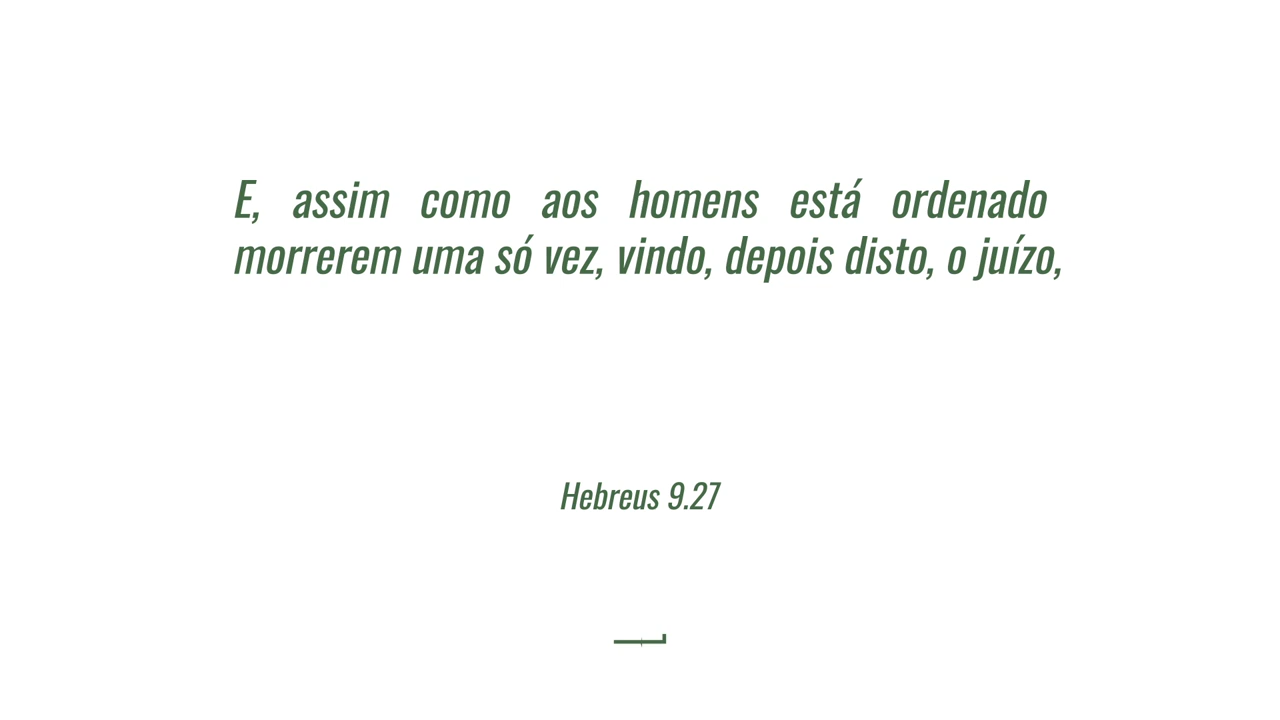 E, assim como aos homens está ordenado
morrerem uma só vez, vindo, depois disto, o juízo,
Hebreus 9.27